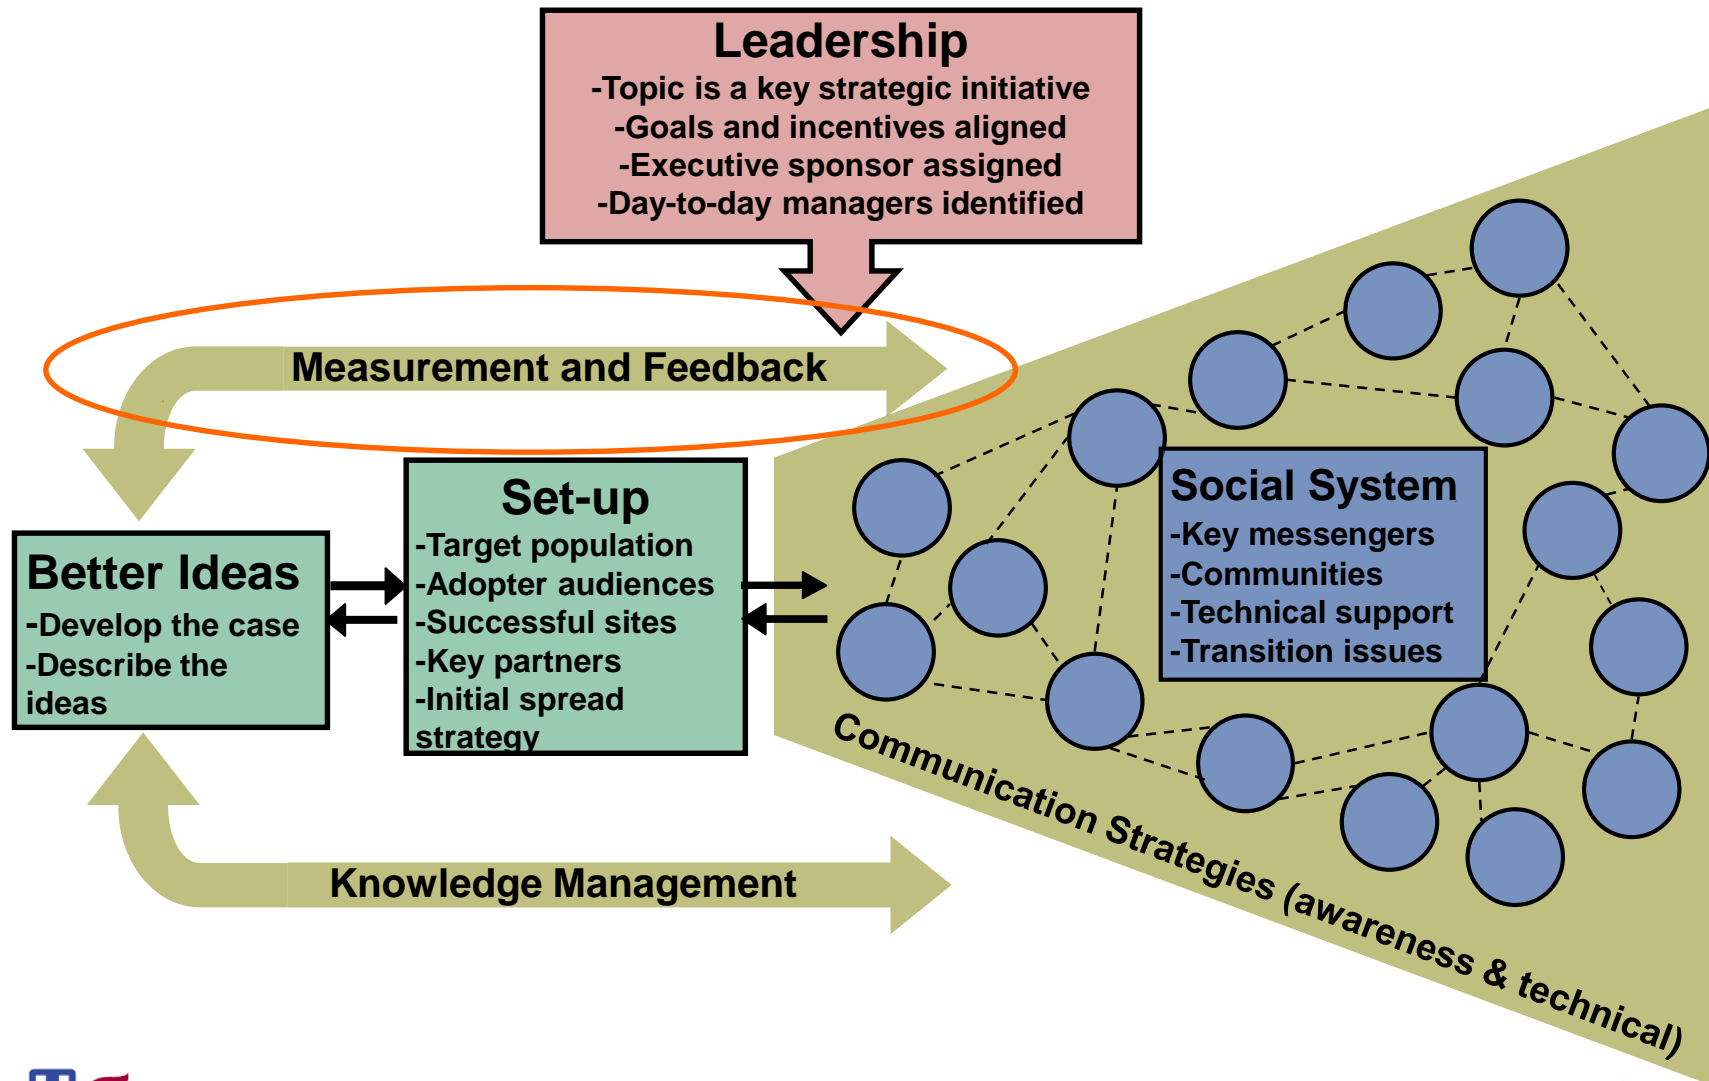 Leadership
-Topic is a key strategic initiative
-Goals and incentives aligned
-Executive sponsor assigned
-Day-to-day managers identified
Measurement and Feedback
Better Ideas
-Develop the case
-Describe the
ideas
Set-up
-Target population
-Adopter audiences
-Successful sites
-Key partners
-Initial spread
strategy
Social System
-Key messengers
-Communities
-Technical support
-Transition issues
Communication Strategies (awareness & technical)
Knowledge Management